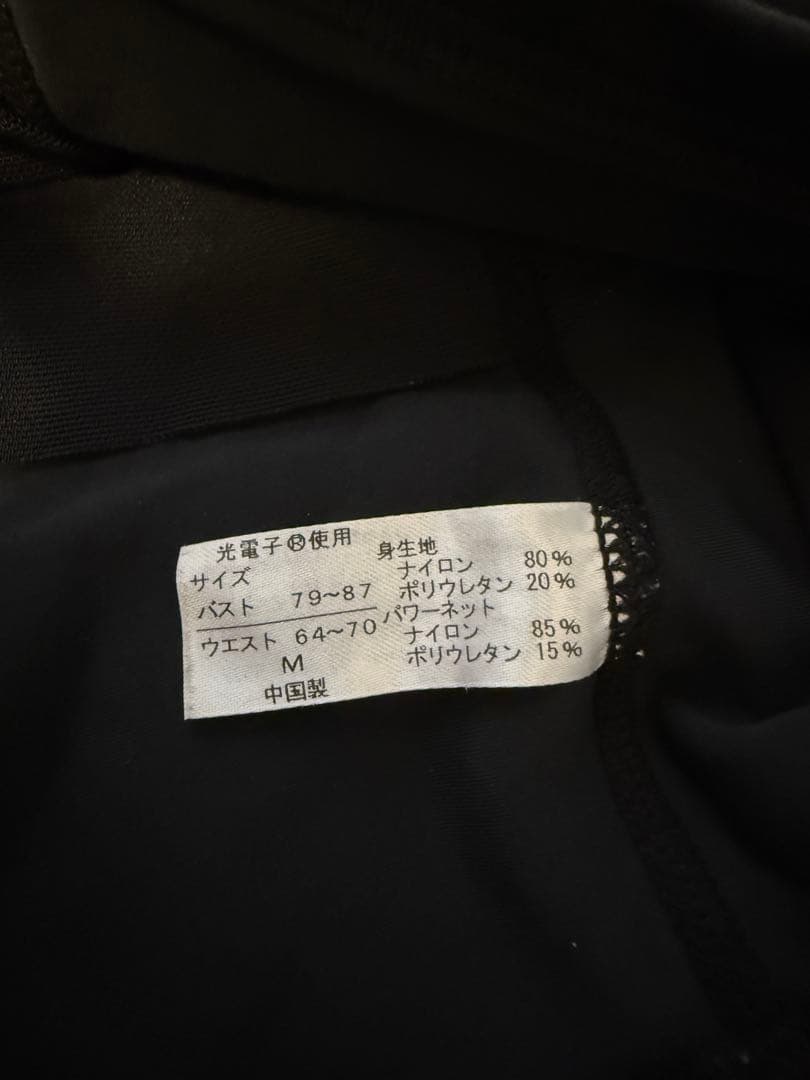 光電子®使用
サイズ
バスト 79~87
ウエスト 64~70
M
中国製
身生地
ナイロン 80%
ポリウレタン 20%
パワーネット
ナイロン 85%
ポリウレタン 15%